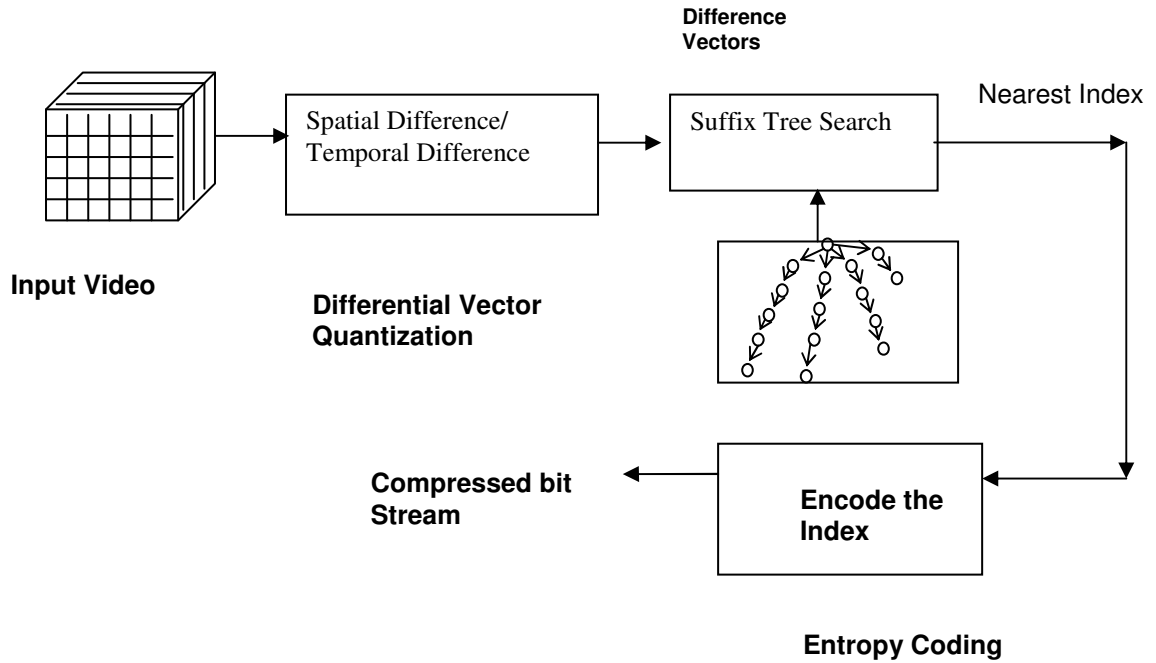 Difference
Vectors
Nearest Index
Spatial Difference/
Temporal Difference
Suffix Tree Search
Input Video
Differential Vector
Quantization
Compressed bit
Stream
Encode the
Index
Entropy Coding